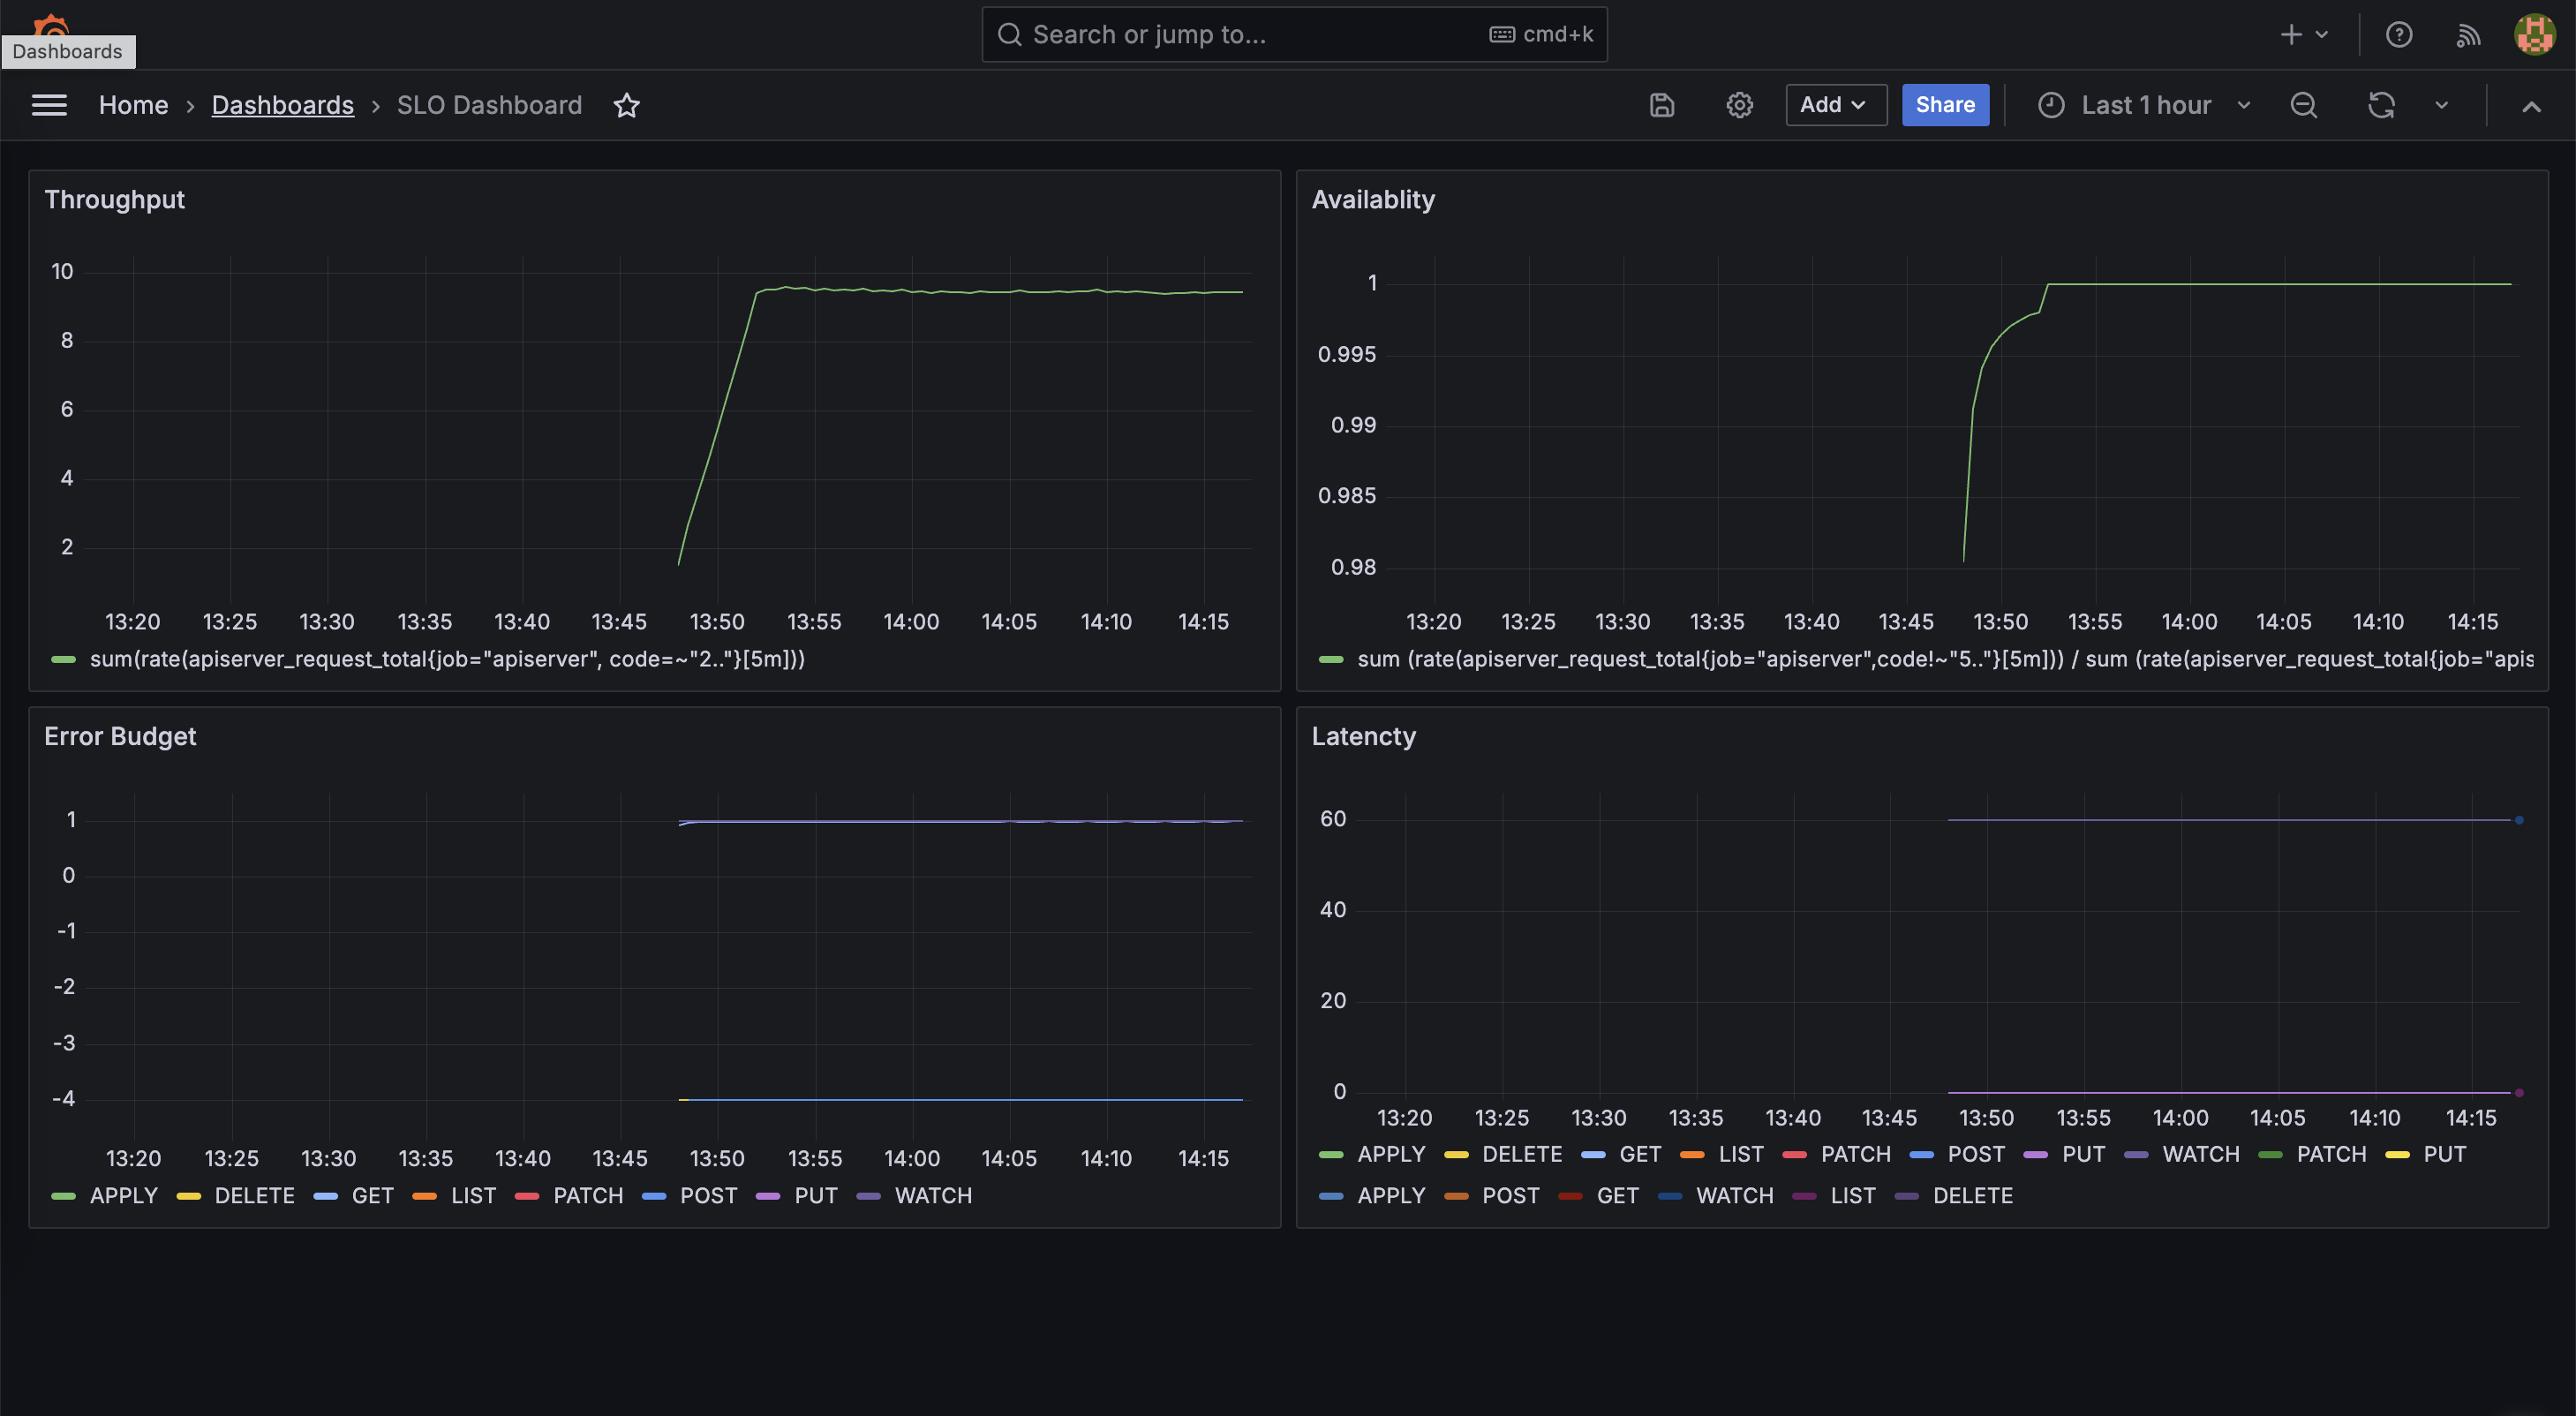 Dashboards
Search or jump to...
cmd+k
Home › Dashboards › SLO Dashboard
Add
Share
Last 1 hour
Throughput
10
8
6
4
2
13:20 13:25 13:30 13:35 13:40 13:45 13:50 13:55 14:00 14:05 14:10 14:15
sum(rate(apiserver_request_total{job="apiserver", code=~"2.."}[5m]))
Availablity
1
0.995
0.99
0.985
0.98
13:20 13:25 13:30 13:35 13:40 13:45 13:50 13:55 14:00 14:05 14:10 14:15
sum (rate(apiserver_request_total{job="apiserver",code!~"5.."}[5m])) / sum (rate(apiserver_request_total{job="apis
Error Budget
1
0
-1
-2
-3
-4
13:20 13:25 13:30 13:35 13:40 13:45 13:50 13:55 14:00 14:05 14:10 14:15
APPLY DELETE GET LIST PATCH POST PUT WATCH
Latencty
60
40
20
0
13:20 13:25 13:30 13:35 13:40 13:45 13:50 13:55 14:00 14:05 14:10 14:15
APPLY DELETE GET LIST PATCH POST PUT WATCH PATCH PUT
APPLY POST GET WATCH LIST DELETE